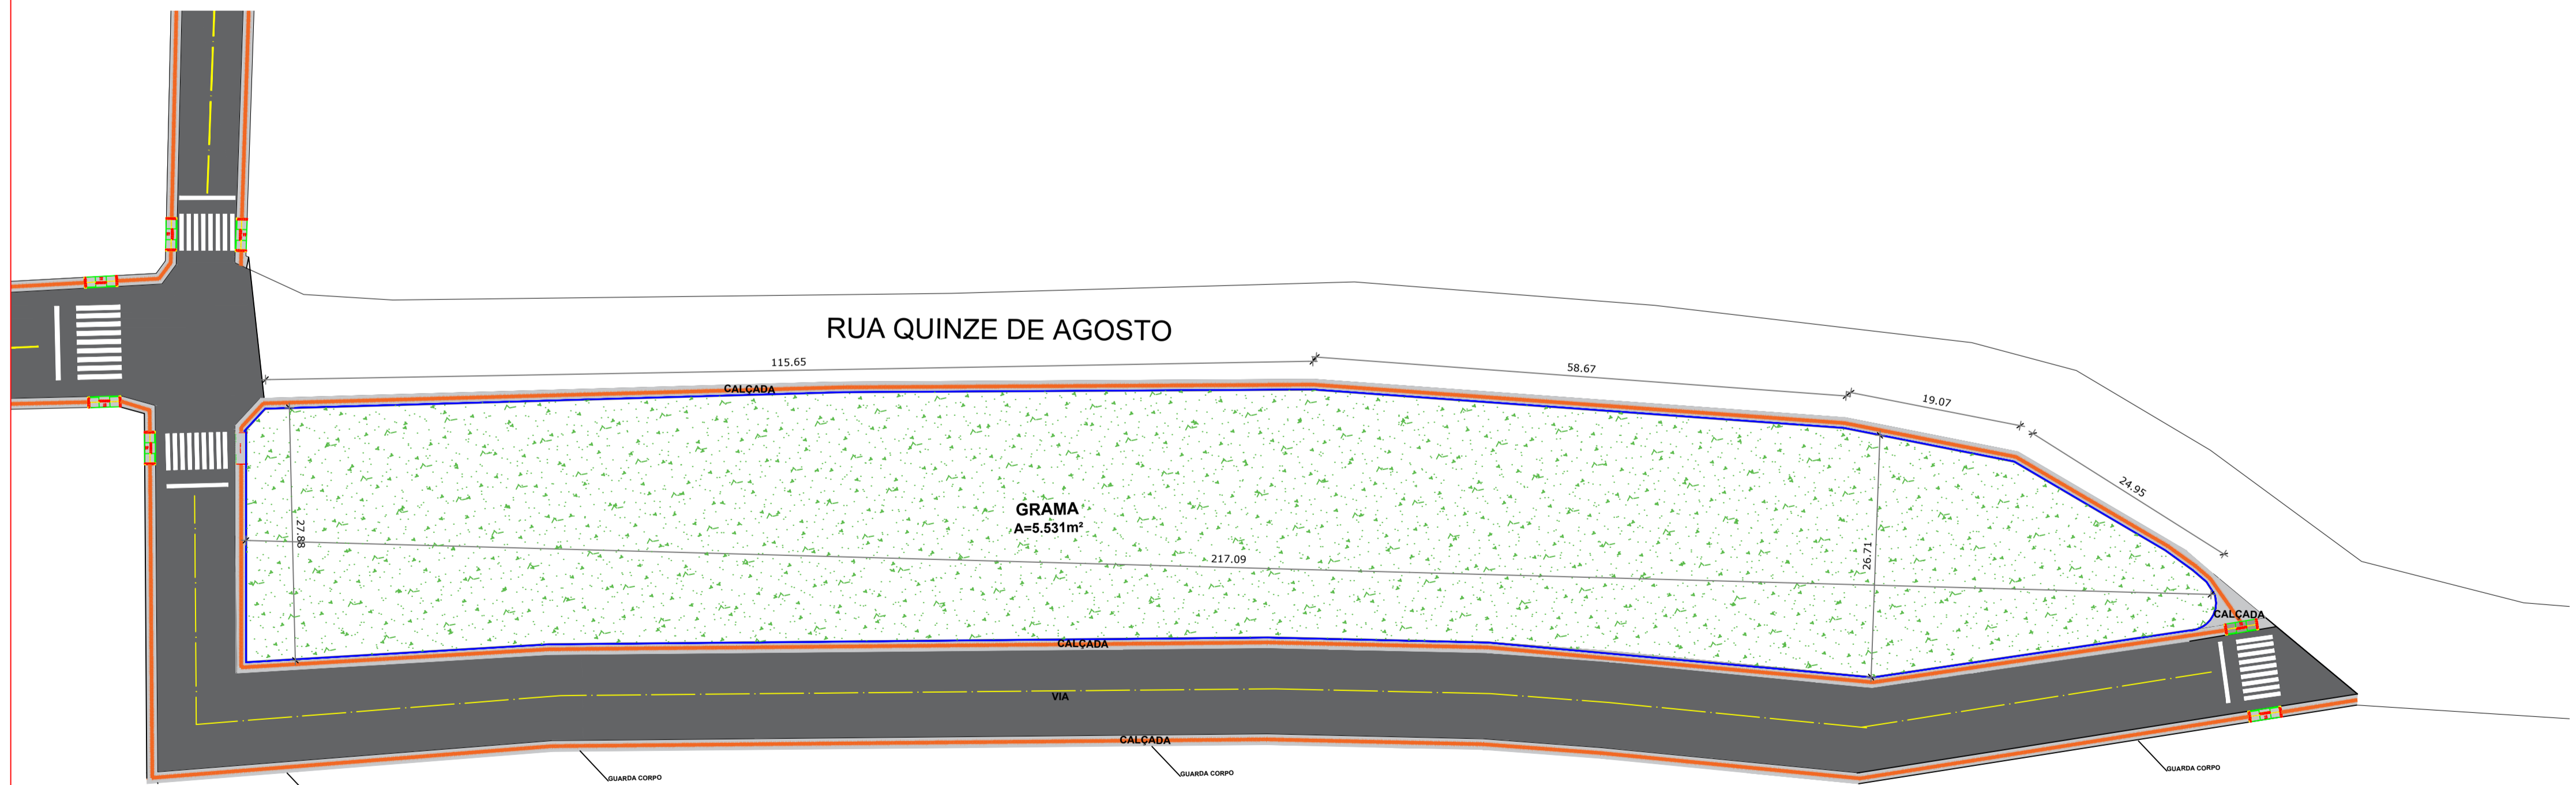 RUA QUINZE DE AGOSTO
115.65
58.67
19.07
24.95
CALÇADA
GRAMA
A=5.531m²
27.88
217.09
26.71
CALÇADA
CALÇADA
VIA
CALÇADA
GUARDA CORPO
GUARDA CORPO
GUARDA CORPO